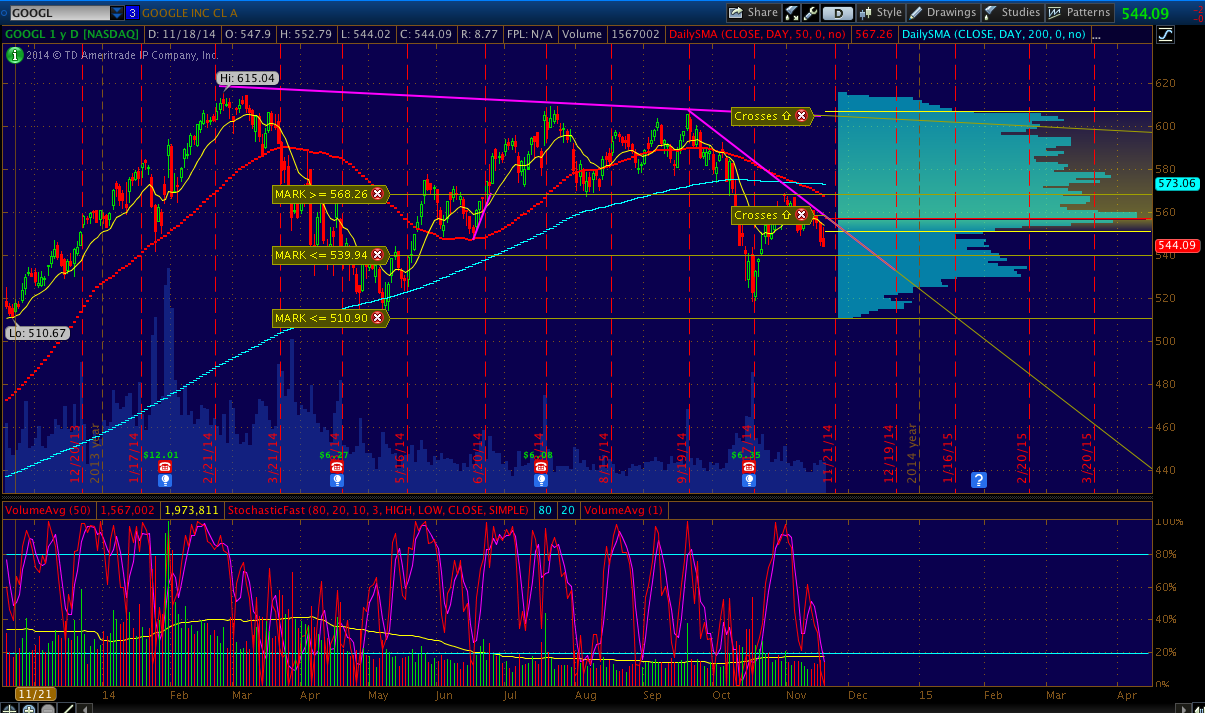 GOOGL 3 GOOGLE INC CL A Share D Style Drawings Studies Patterns 544.09
GOOGL 1 y D [NASDAQ] D: 11/18/14 O: 547.9 H: 552.79 L: 544.02 C: 544.09 R: 8.77 FPL: N/A Volume 1567002 DailySMA (CLOSE, DAY, 50, 0, no) 567.26 DailySMA (CLOSE, DAY, 200, 0, no) ...
2014 © TD Ameritrade IP Company, Inc.
Hi: 615.04
620
Crosses
600
580
573.06
MARK >= 568.26
560
Crosses
544.09
MARK <= 539.94
540
520
MARK <= 510.90
Lo: 510.67
500
480
460
440
12/20/13 2013 year 1/17/14 2/21/14 3/21/14 5/16/14 6/20/14 8/15/14 9/19/14 11/21/14 12/19/14 2014 year 1/16/15 2/20/15 3/20/15
$12.01 $6.27 $6.08 $6.35
?
VolumeAvg (50) 1,567,002 1,973,811 StochasticFast (80, 20, 10, 3, HIGH, LOW, CLOSE, SIMPLE) 80 20 VolumeAvg (1)
100%
80%
60%
40%
20%
0%
11/21 14 Feb Mar Apr May Jun Jul Aug Sep Oct Nov Dec 15 Feb Mar Apr